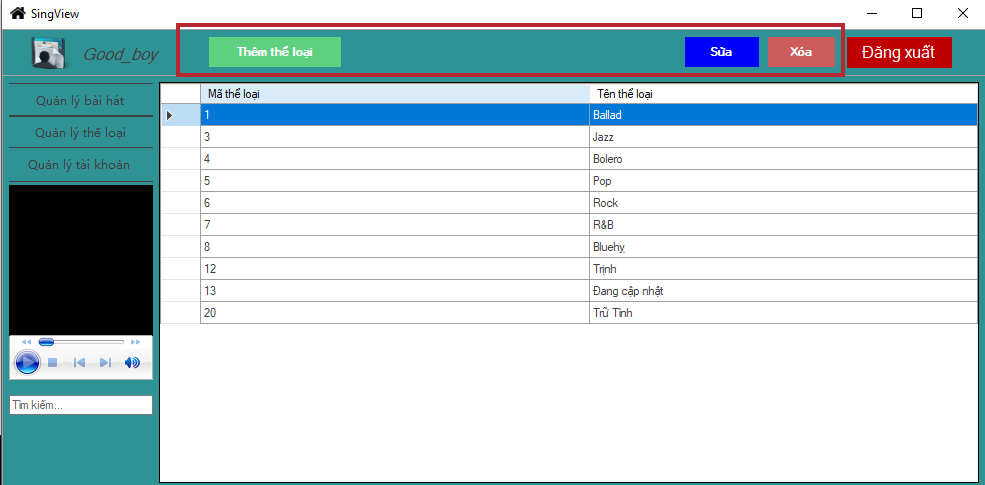 SingView
Good_boy
Thêm thể loại
Sửa
Xóa
Đăng xuất
Quản lý bài hát
Quản lý thể loại
Quản lý tài khoản
Tìm kiếm...
Mã thể loại Tên thể loại
1 Ballad
3 Jazz
4 Bolero
5 Pop
6 Rock
7 R&B
8 Bluehy
12 Trịnh
13 Đang cập nhật
20 Trữ Tình